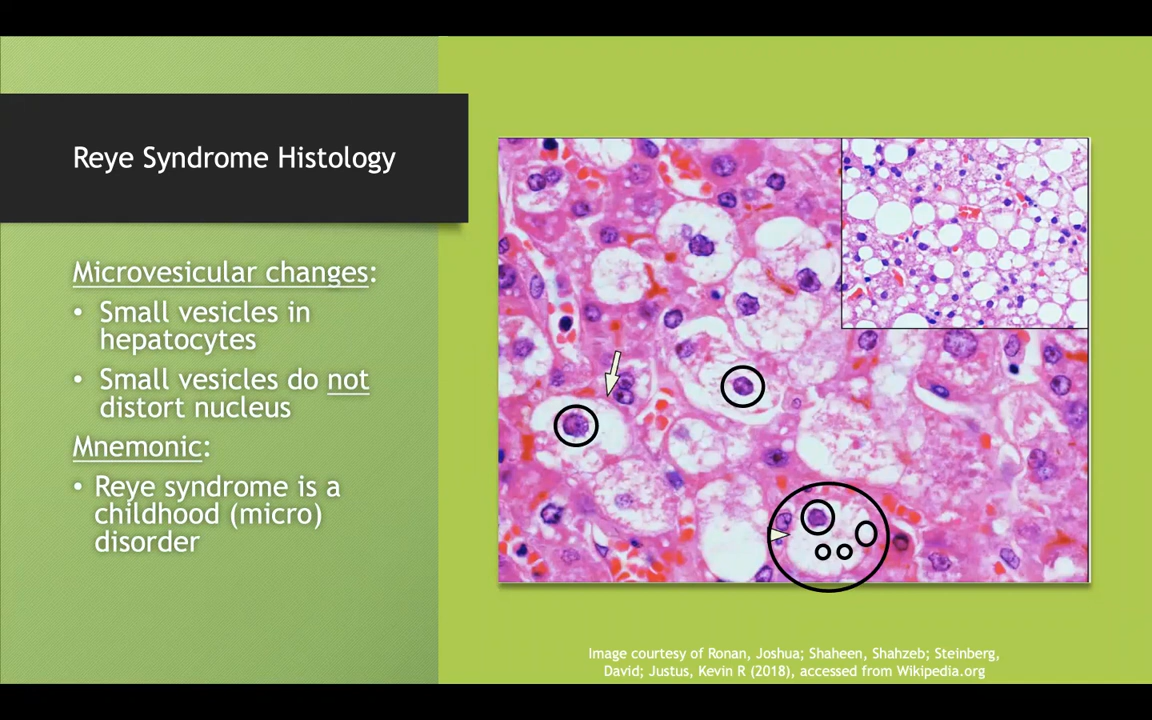 Reye Syndrome Histology
Microvesicular changes:
• Small vesicles in
hepatocytes
• Small vesicles do not
distort nucleus
Mnemonic:
• Reye syndrome is a
childhood (micro)
disorder
Image courtesy of Ronan, Joshua; Shaheen, Shahzeb; Steinberg,
David; Justus, Kevin R (2018), accessed from Wikipedia.org